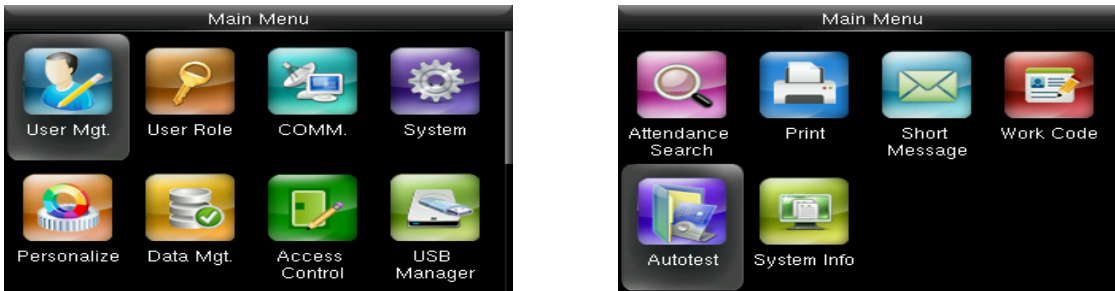 Main Menu
User Mgt.
User Role
COMM.
System
Personalize
Data Mgt.
Access
Control
USB
Manager
Main Menu
Attendance
Search
Print
Short
Message
Work Code
Autotest
System Info